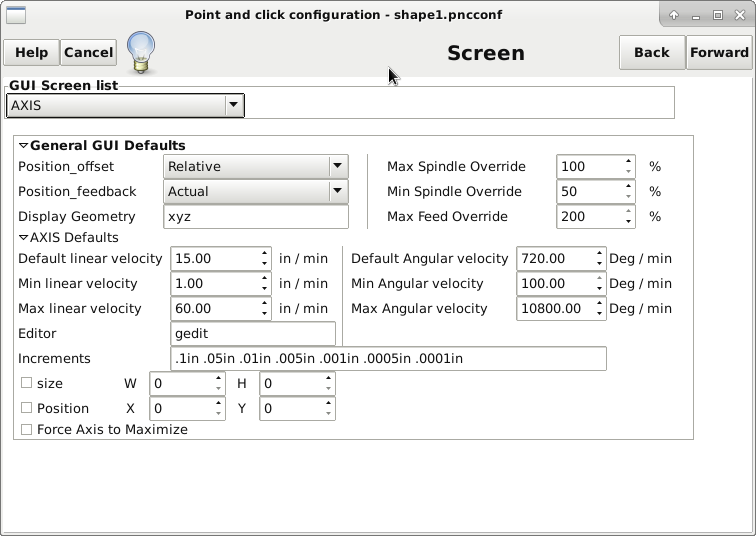 Point and click configuration - shape1.pncconf
Help Cancel Screen Back Forward
GUI Screen list
AXIS
General GUI Defaults
Position_offset Relative Max Spindle Override 100 %
Position_feedback Actual Min Spindle Override 50 %
Display Geometry xyz Max Feed Override 200 %
AXIS Defaults
Default linear velocity 15.00 in / min Default Angular velocity 720.00 Deg / min
Min linear velocity 1.00 in / min Min Angular velocity 100.00 Deg / min
Max linear velocity 60.00 in / min Max Angular velocity 10800.00 Deg / min
Editor gedit
Increments .1in .05in .01in .005in .001in .0005in .0001in
size W 0 H 0
Position X 0 Y 0
Force Axis to Maximize